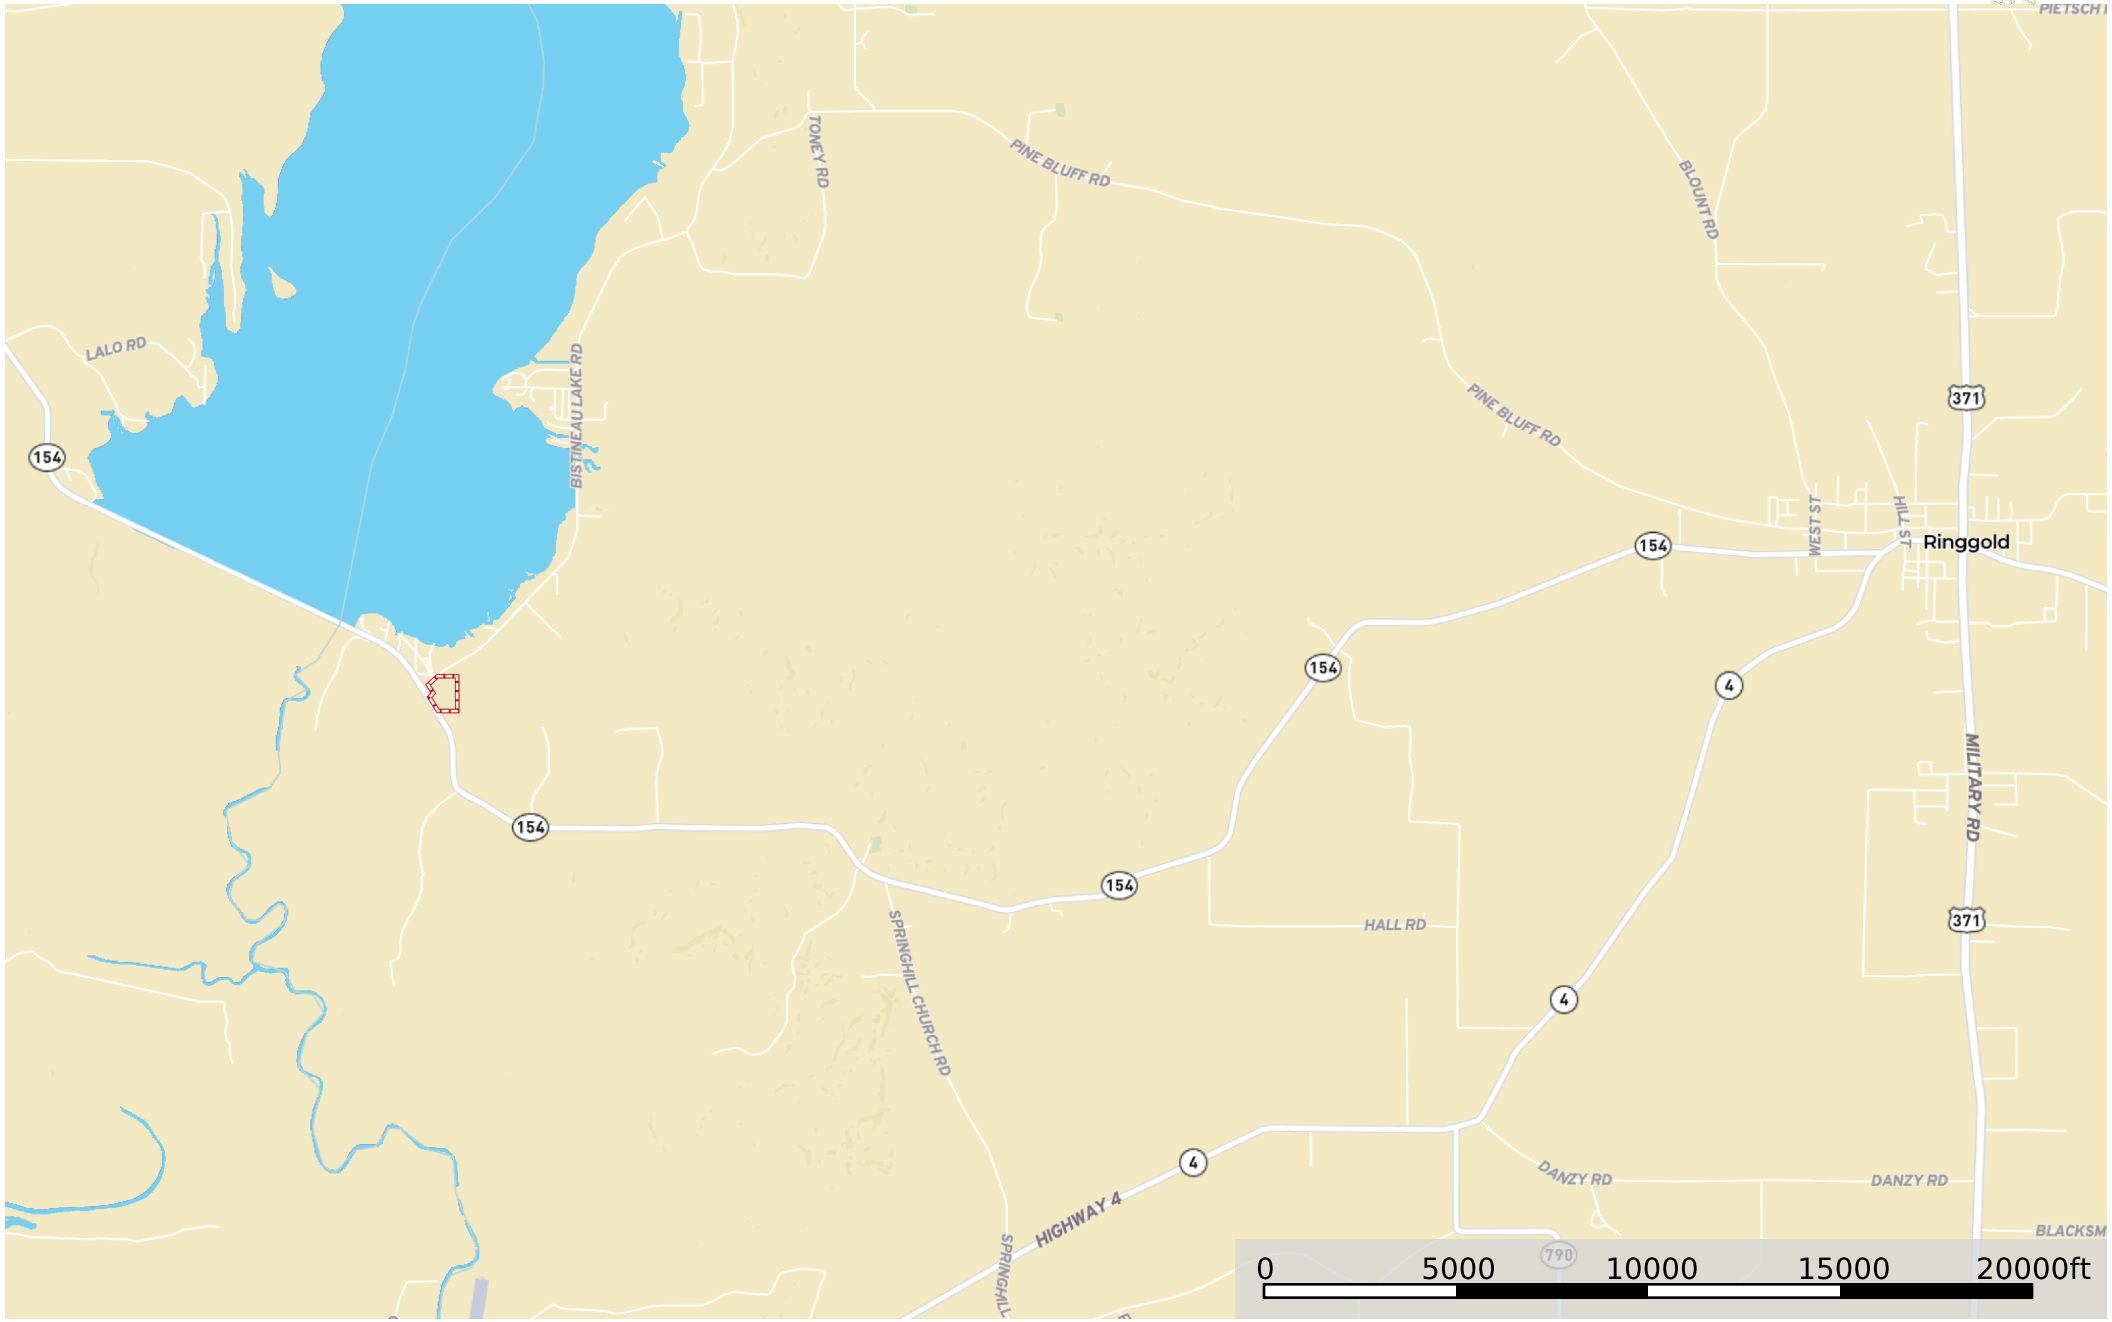 PIETSCH
TONEY RD
PINE BLUFF RD
BLOUNT RD
LALO RD
BISTINEAU LAKE RD
371
PINE BLUFF RD
154
WEST ST
HILL ST
154
Ringgold
154
4
MILITARY RD
154
154
371
HALL RD
SPRINGHILL CHURCH RD
4
4
DANZY RD
DANZY RD
HIGHWAY 4
BLACKSM
SPRINGHILL
790
0 5000 10000 15000 20000ft